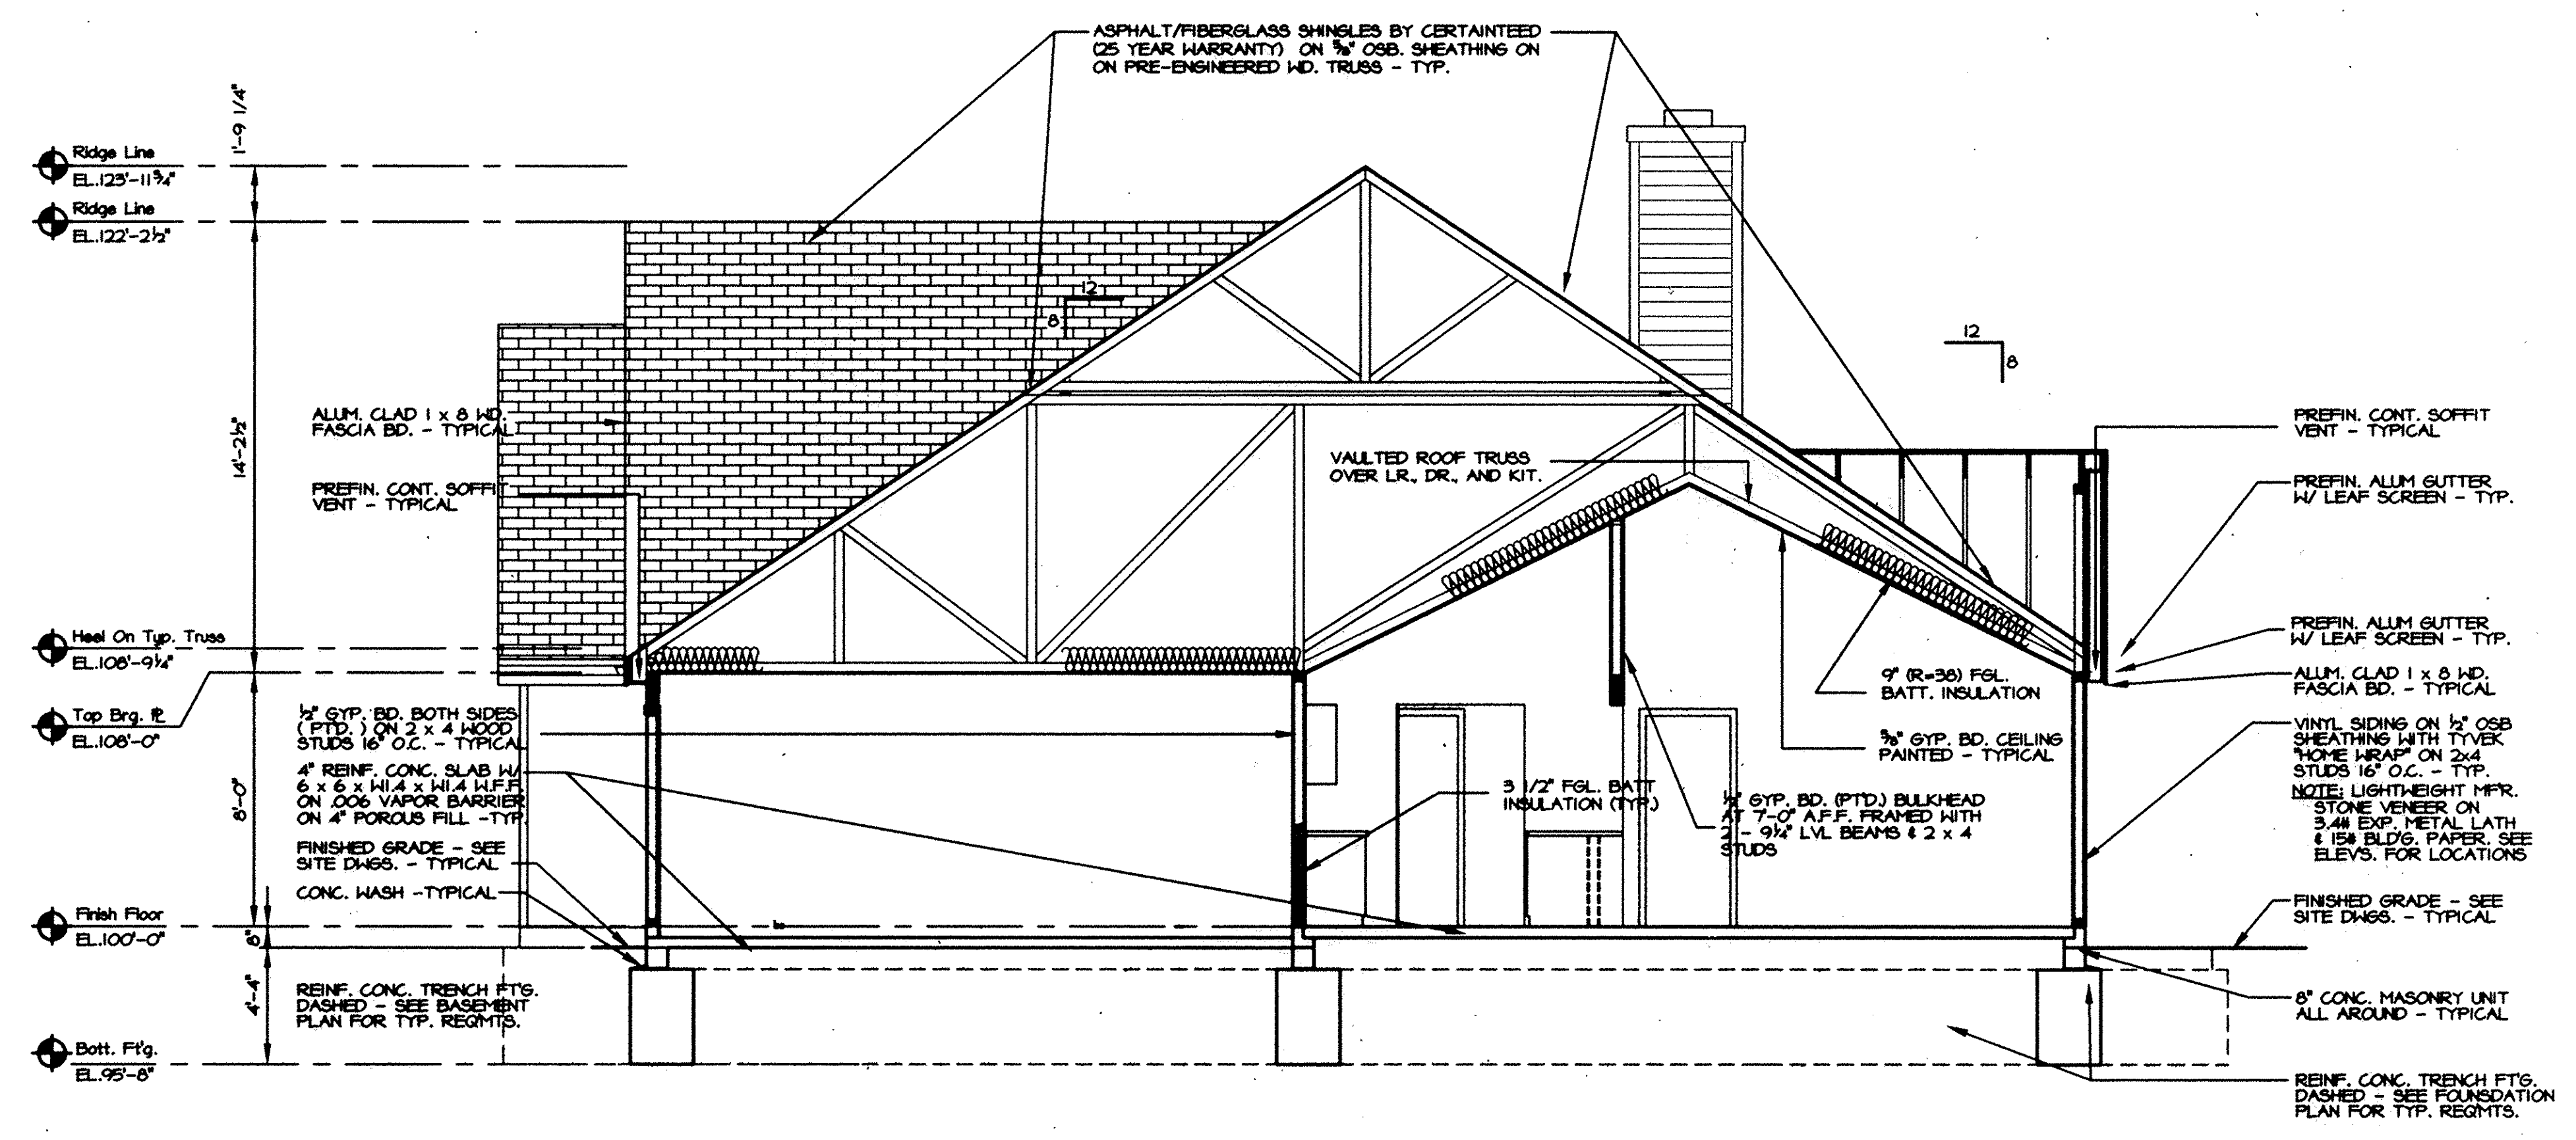 ASPHALT/FIBERGLASS SHINGLES BY CERTAINTEED
(25 YEAR WARRANTY) ON 5/8" OSB. SHEATHING ON
ON PRE-ENGINEERED WD. TRUSS - TYP.
1'-9 1/4"
Ridge Line
EL.123'-11 3/4"
Ridge Line
EL.122'-2 1/2"
14'-2 1/2"
12
8
12
8
ALUM. CLAD 1 x 8 WD.
FASCIA BD. - TYPICAL
PREFIN. CONT. SOFFIT
VENT - TYPICAL
VAULTED ROOF TRUSS
OVER LR., DR., AND KIT.
PREFIN. CONT. SOFFIT
VENT - TYPICAL
PREFIN. ALUM GUTTER
W/ LEAF SCREEN - TYP.
PREFIN. ALUM GUTTER
W/ LEAF SCREEN - TYP.
ALUM. CLAD 1 x 8 WD.
FASCIA BD. - TYPICAL
Heel On Typ. Truss
EL.108'-9 1/4"
Top Brg. PL
EL.108'-0"
8'-0"
1/2" GYP. BD. BOTH SIDES
( PTD. ) ON 2 x 4 WOOD
STUDS 16" O.C. - TYPICAL
4" REINF. CONC. SLAB W/
6 x 6 x W1.4 x W1.4 W.F.F.
ON .006 VAPOR BARRIER
ON 4" POROUS FILL -TYP.
FINISHED GRADE - SEE
SITE DWGS. - TYPICAL
CONC. WASH -TYPICAL
9" (R=38) FGL.
BATT. INSULATION
5/8" GYP. BD. CEILING
PAINTED - TYPICAL
3 1/2" FGL. BATT
INSULATION (TYP.)
1/2" GYP. BD. (PTD.) BULKHEAD
AT 7'-0" A.F.F. FRAMED WITH
2 - 9 1/4" LVL BEAMS & 2 x 4
STUDS
VINYL SIDING ON 1/2" OSB
SHEATHING WITH TYVEK
"HOME WRAP" ON 2x4
STUDS 16" O.C. - TYP.
NOTE: LIGHTWEIGHT MF'R.
STONE VENEER ON
3.4# EXP. METAL LATH
& 15# BLD'G. PAPER. SEE
ELEVS. FOR LOCATIONS
FINISHED GRADE - SEE
SITE DWGS. - TYPICAL
Finish Floor
EL.100'-0"
8"
4'-4"
REINF. CONC. TRENCH FT'G.
DASHED - SEE BASEMENT
PLAN FOR TYP. REQMTS.
Bott. Ft'g.
EL.95'-8"
8" CONC. MASONRY UNIT
ALL AROUND - TYPICAL
REINF. CONC. TRENCH FT'G.
DASHED - SEE FOUNSDATION
PLAN FOR TYP. REQMTS.